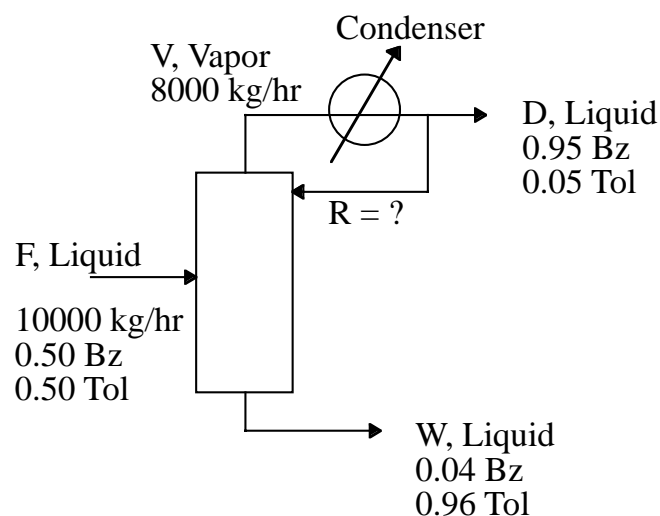 Condenser
V, Vapor
8000 kg/hr
D, Liquid
0.95 Bz
0.05 Tol
R = ?
F, Liquid
10000 kg/hr
0.50 Bz
0.50 Tol
W, Liquid
0.04 Bz
0.96 Tol